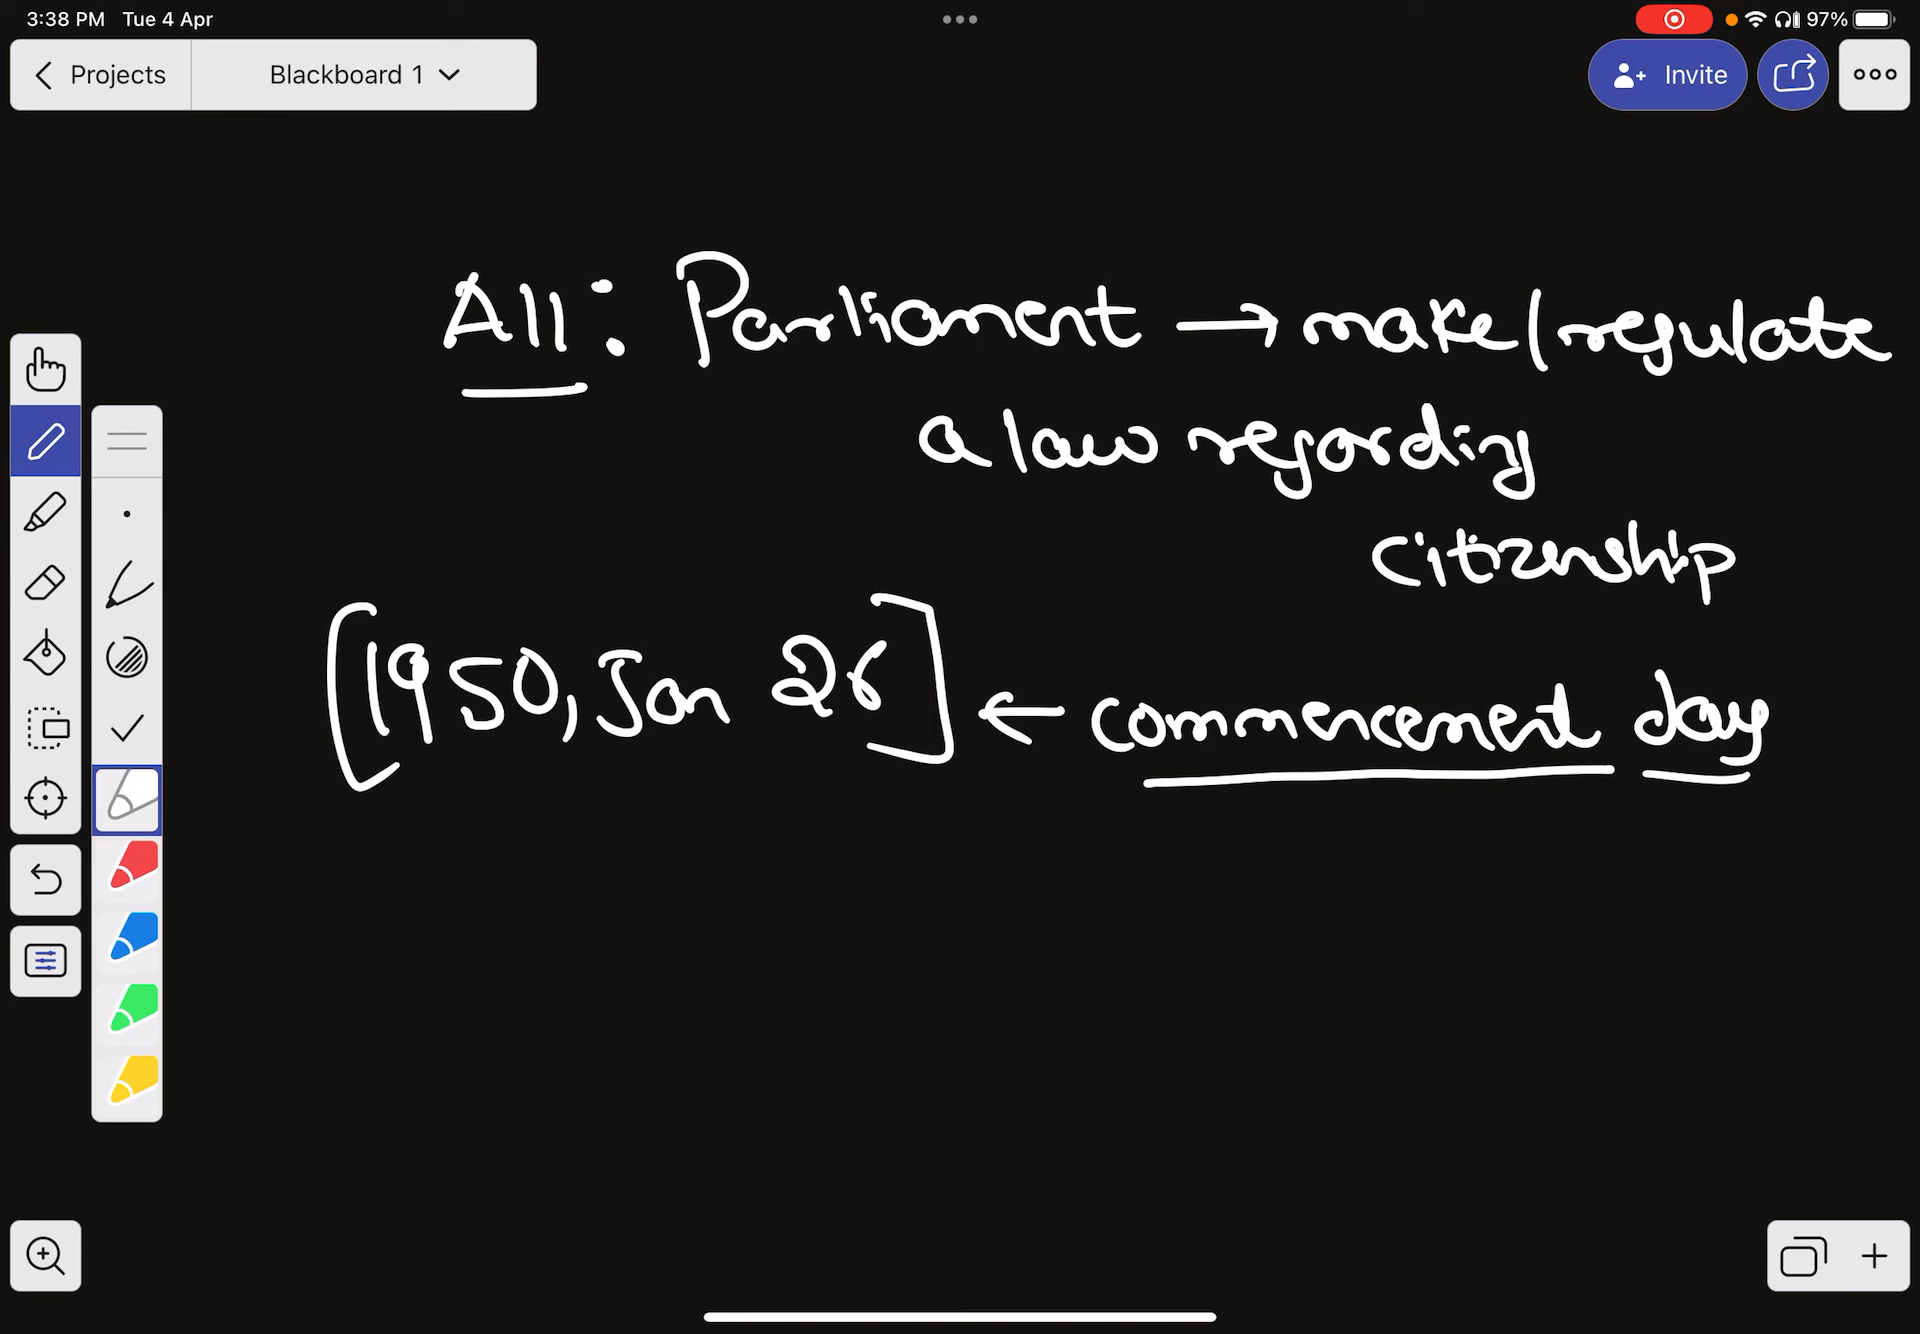 3:38 PM Tue 4 Apr
97%
Projects
Blackboard 1
Invite
A11: Parliament → make/regulate
a law regarding
citizenship
[1950, Jan 26] ← commencement day